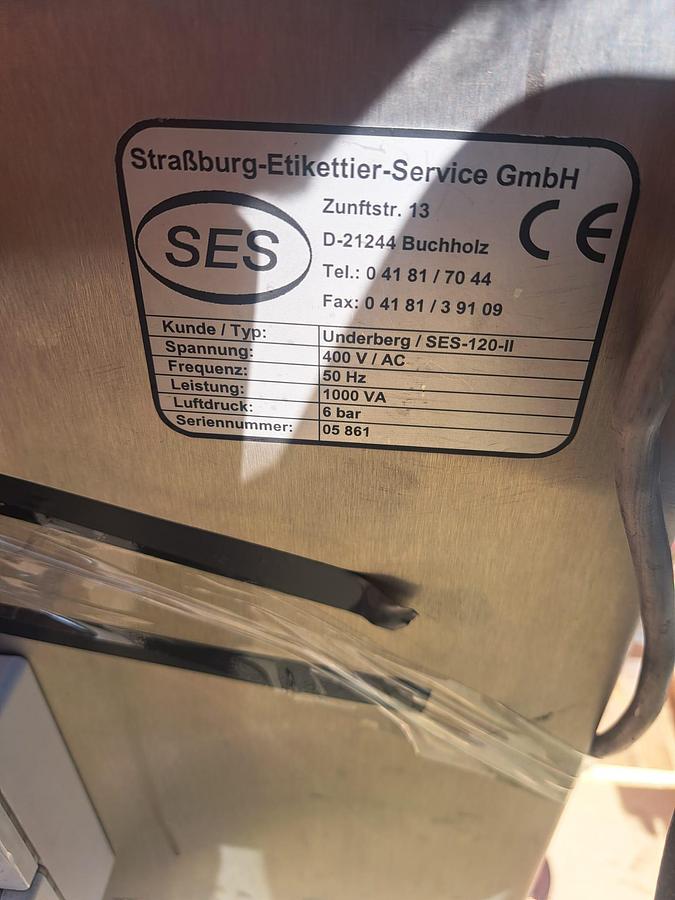 Straßburg-Etikettier-Service GmbH
SES
Zunftstr. 13
D-21244 Buchholz
Tel.: 0 41 81 / 70 44
Fax: 0 41 81 / 3 91 09
CE
Kunde / Typ: Underberg / SES-120-II
Spannung: 400 V / AC
Frequenz: 50 Hz
Leistung: 1000 VA
Luftdruck: 6 bar
Seriennummer: 05 861